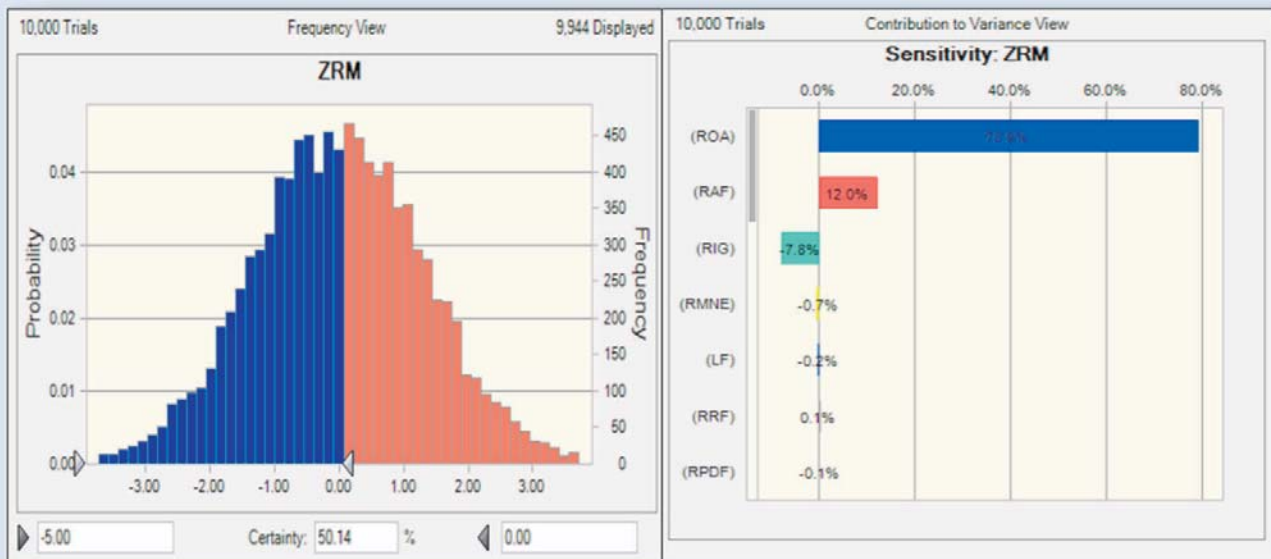 10,000 Trials Frequency View 9,944 Displayed
ZRM
Probability
0.04
0.03
0.02
0.01
0.00
450
400
350
300
250
200
150
100
50
0
Frequency
-3.00 -2.00 -1.00 0.00 1.00 2.00 3.00
-5.00 Certainty: 50.14 % 0.00
10,000 Trials Contribution to Variance View
Sensitivity: ZRM
0.0% 20.0% 40.0% 60.0% 80.0%
(ROA)
(RAF) 12.0%
(RIG) -7.8%
(RMNE) -0.7%
(LF) -0.2%
(RRF) 0.1%
(RPDF) -0.1%